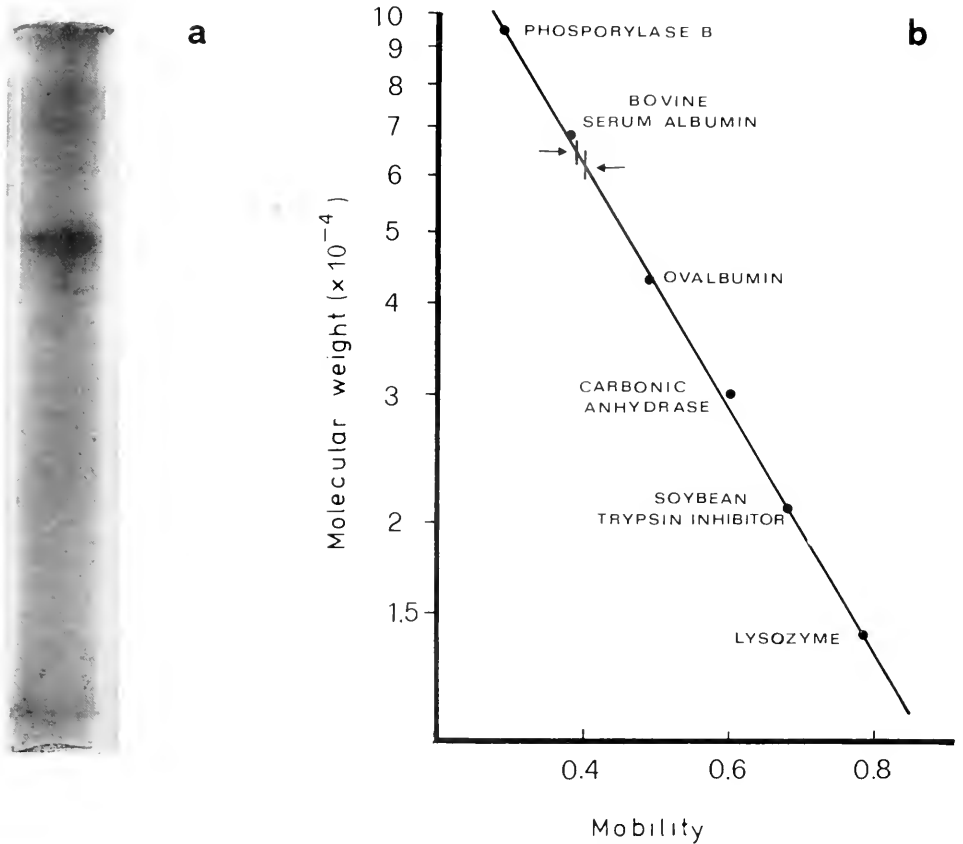 a
b
10
9
8
7
6
5
4
3
2
1.5
Molecular weight (x 10⁻⁴)
PHOSPORYLASE B
BOVINE
SERUM ALBUMIN
OVALBUMIN
CARBONIC
ANHYDRASE
SOYBEAN
TRYPSIN INHIBITOR
LYSOZYME
0.4 0.6 0.8
Mobility